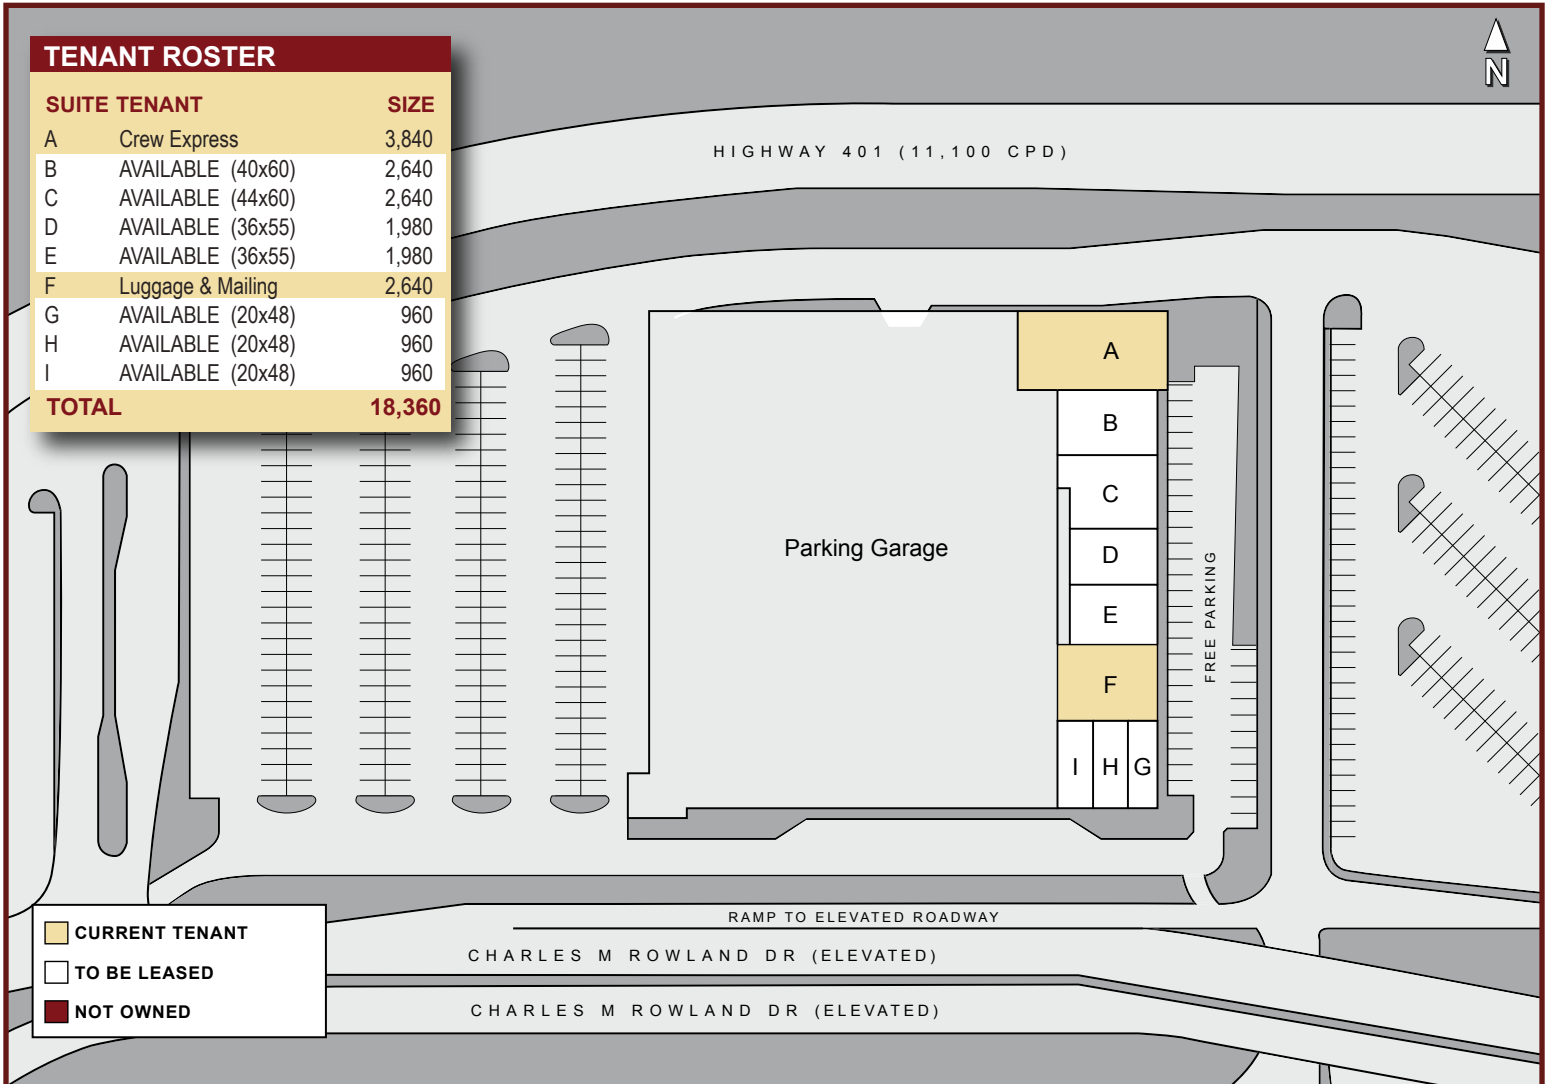 TENANT ROSTER
SUITE TENANT SIZE
A Crew Express 3,840
B AVAILABLE (40x60) 2,640
C AVAILABLE (44x60) 2,640
D AVAILABLE (36x55) 1,980
E AVAILABLE (36x55) 1,980
F Luggage & Mailing 2,640
G AVAILABLE (20x48) 960
H AVAILABLE (20x48) 960
I AVAILABLE (20x48) 960
TOTAL 18,360
N
HIGHWAY 401 (11,100 CPD)
A
B
C
Parking Garage
D
E
FREE PARKING
F
I H G
RAMP TO ELEVATED ROADWAY
CHARLES M ROWLAND DR (ELEVATED)
CHARLES M ROWLAND DR (ELEVATED)
CURRENT TENANT
TO BE LEASED
NOT OWNED